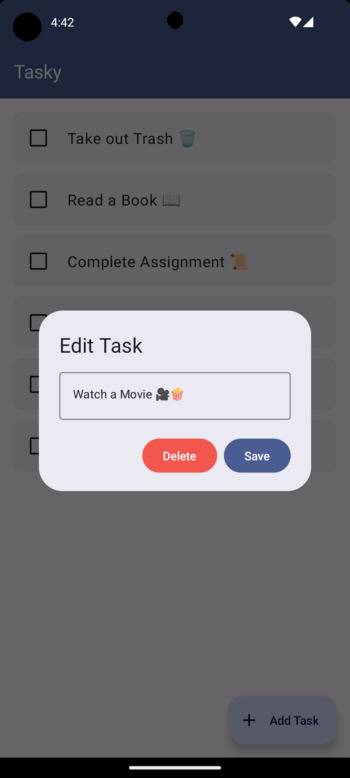 4:42
Tasky
Take out Trash 🗑️
Read a Book 📖
Complete Assignment 📜
Edit Task
Watch a Movie 🎥🍿
Delete
Save
+ Add Task